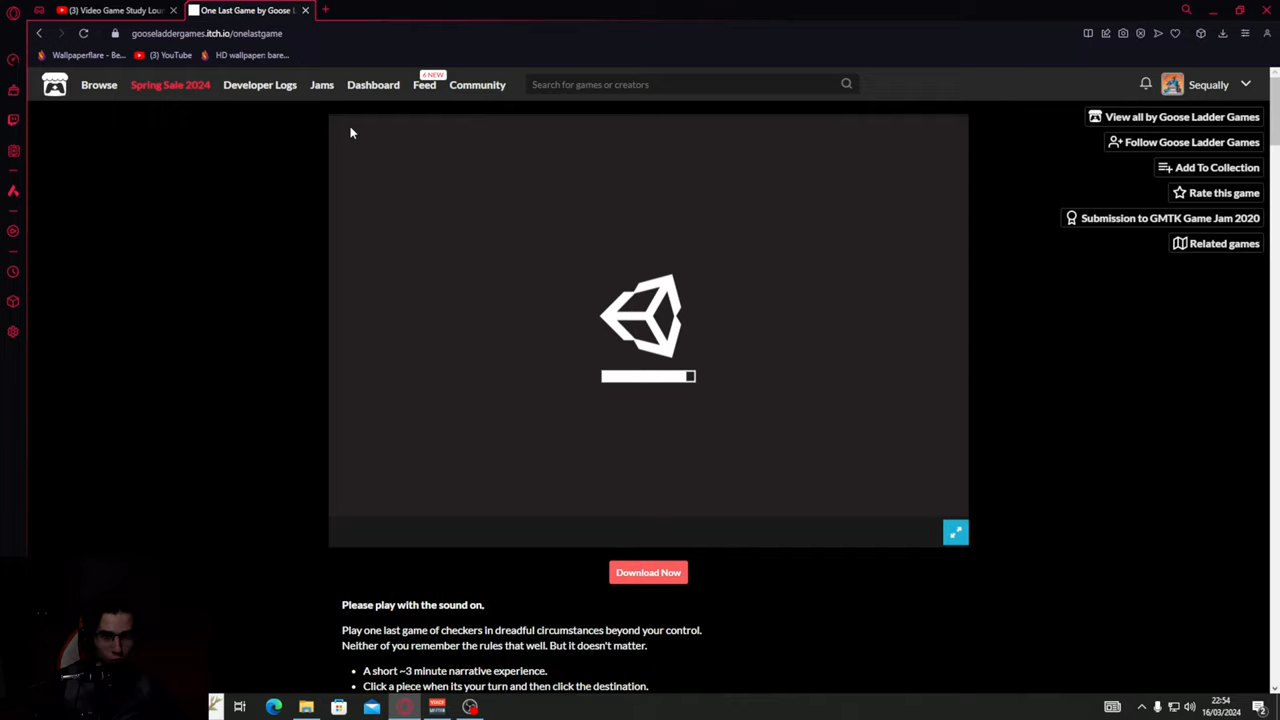 (3) Video Game Study Loun
One Last Game by Goose L
gooseladdergames.itch.io/onelastgame
Wallpaperflare - Be...
(3) YouTube
HD wallpaper: bare...
Browse
Spring Sale 2024
Developer Logs
Jams
Dashboard
6 NEW
Feed
Community
Search for games or creators
Sequally
View all by Goose Ladder Games
Follow Goose Ladder Games
Add To Collection
Rate this game
Submission to GMTK Game Jam 2020
Related games
Download Now
Please play with the sound on.
Play one last game of checkers in dreadful circumstances beyond your control.
Neither of you remember the rules that well. But it doesn't matter.
• A short ~3 minute narrative experience.
• Click a piece when its your turn and then click the destination.
22:54
16/03/2024
2